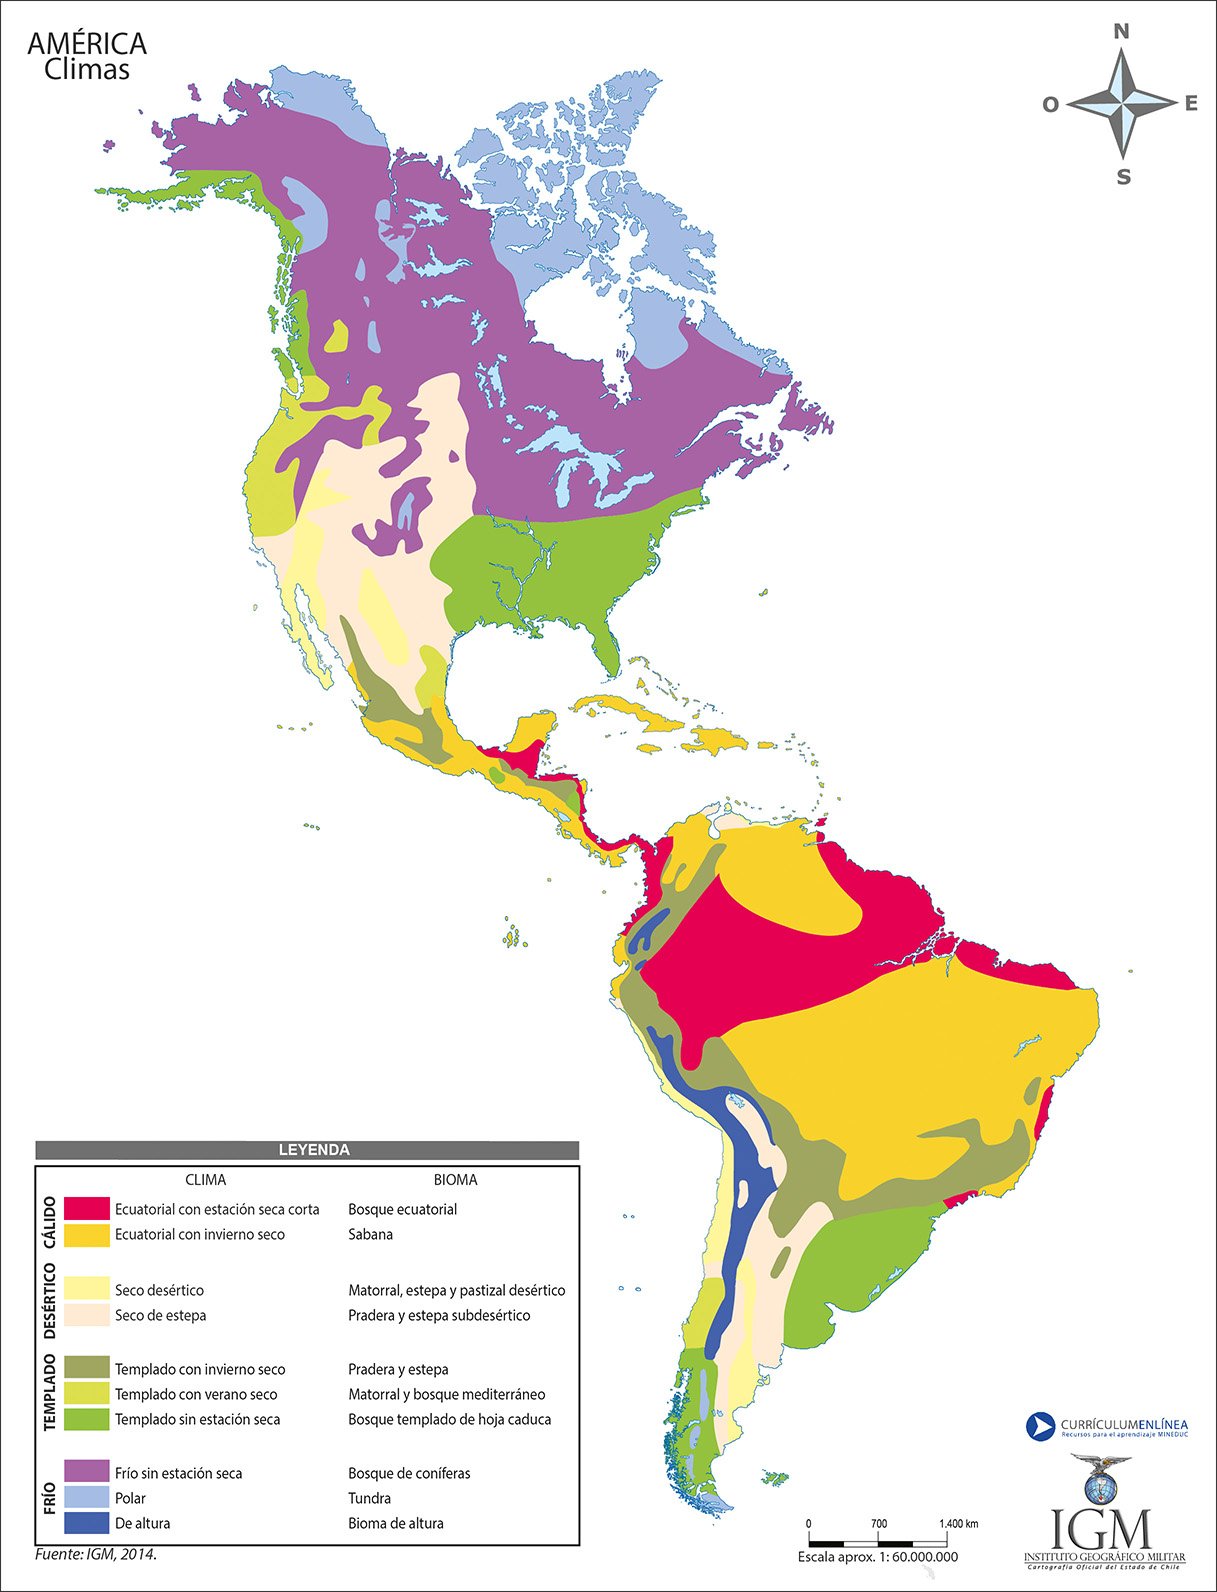 AMÉRICA
Climas
N
O
E
S
LEYENDA
CLIMA BIOMA
CÁLIDO
Ecuatorial con estación seca corta Bosque ecuatorial
Ecuatorial con invierno seco Sabana
DESÉRTICO
Seco desértico Matorral, estepa y pastizal desértico
Seco de estepa Pradera y estepa subdesértico
TEMPLADO
Templado con invierno seco Pradera y estepa
Templado con verano seco Matorral y bosque mediterráneo
Templado sin estación seca Bosque templado de hoja caduca
FRÍO
Frío sin estación seca Bosque de coníferas
Polar Tundra
De altura Bioma de altura
Fuente: IGM, 2014.
CURRÍCULUMENLÍNEA
Recursos para el aprendizaje MINEDUC
IGM
INSTITUTO GEOGRÁFICO MILITAR
Cartografía Oficial del Estado de Chile
0 700 1.400 km
Escala aprox. 1: 60.000.000